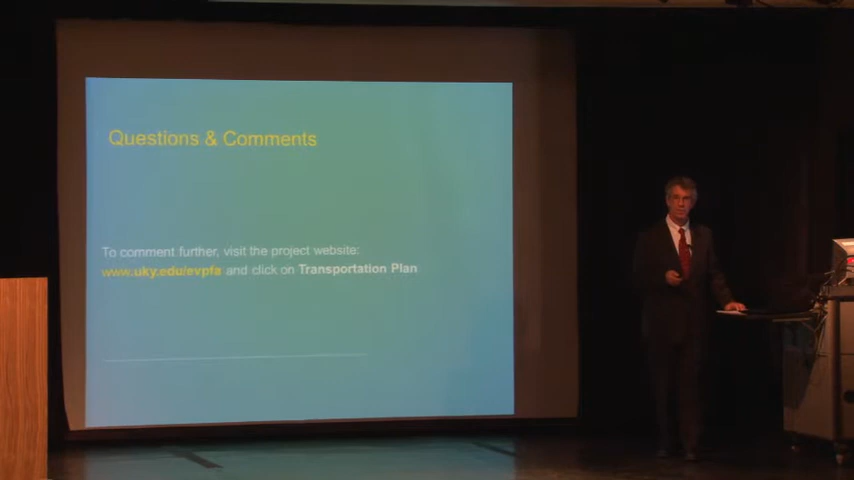 Questions & Comments
To comment further, visit the project website:
www.uky.edu/evpfa and click on Transportation Plan